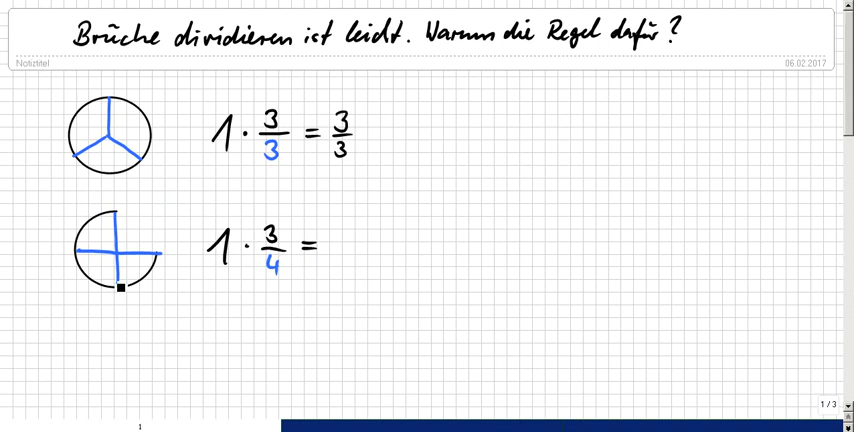 Brüche dividieren ist leicht. Warum die Regel dafür?
Notiztitel 06.02.2017
1 · 3/3 = 3/3
1 · 3/4 =
1 / 3
1